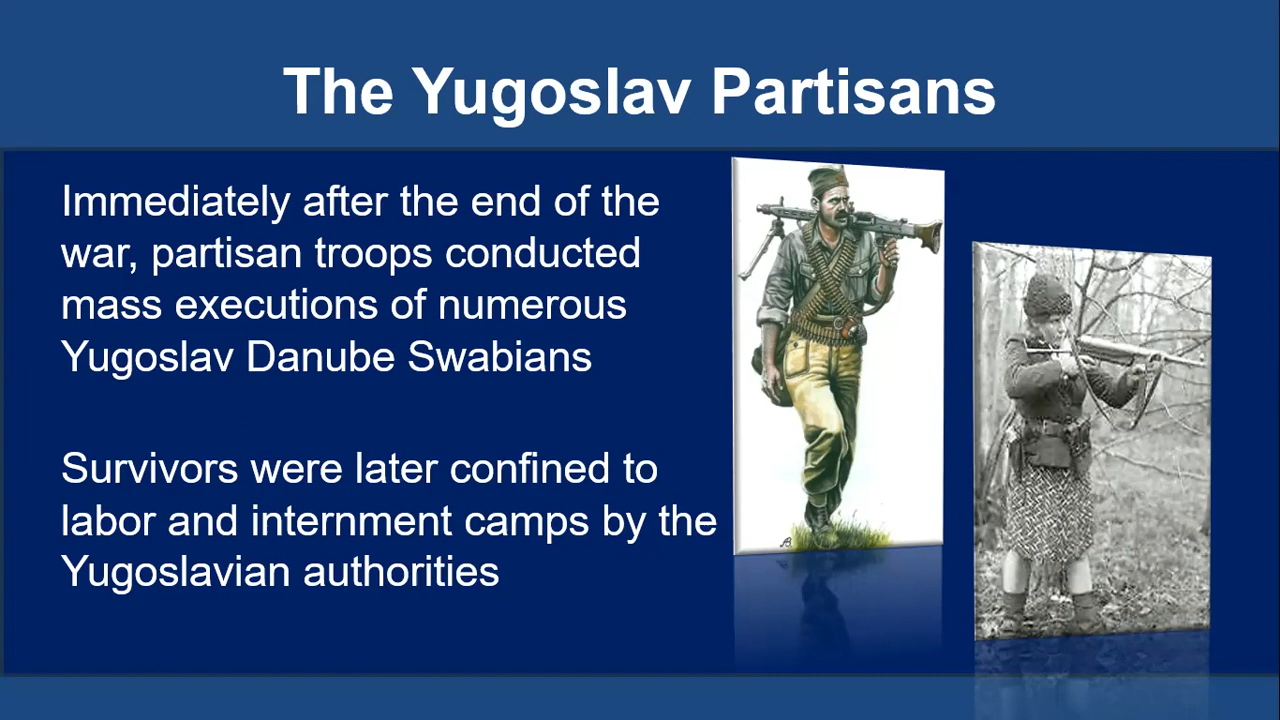 The Yugoslav Partisans
Immediately after the end of the
war, partisan troops conducted
mass executions of numerous
Yugoslav Danube Swabians
Survivors were later confined to
labor and internment camps by the
Yugoslavian authorities